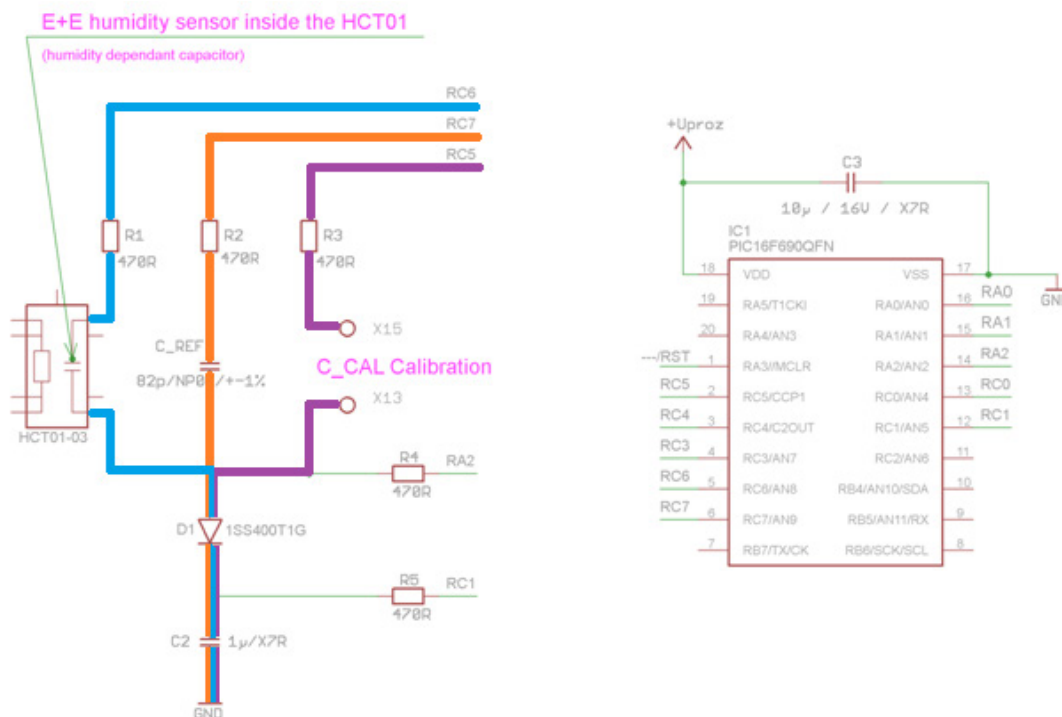 E+E humidity sensor inside the HCT01
(humidity dependant capacitor)
RC6
RC7
RC5
R1
470R
R2
470R
R3
470R
X15
C_REF
82p/NP0/+-1%
C_CAL Calibration
X13
HCT01-03
R4
RA2
470R
D1
1SS400T1G
R5
RC1
470R
C2
1µ/X7R
GND
+Uproz
C3
10µ / 16V / X7R
IC1
PIC16F690QFN
18 VDD VSS 17
GND
19 RA5/T1CKI RA0/AN0 16 RA0
20 RA4/AN3 RA1/AN1 15 RA1
---/RST 1 RA3//MCLR RA2/AN2 14 RA2
RC5 2 RC5/CCP1 RC0/AN4 13 RC0
RC4 3 RC4/C2OUT RC1/AN5 12 RC1
RC3 4 RC3/AN7 RC2/AN6 11
RC6 5 RC6/AN8 RB4/AN10/SDA 10
RC7 6 RC7/AN9 RB5/AN11/RX 9
7 RB7/TX/CK RB6/SCK/SCL 8